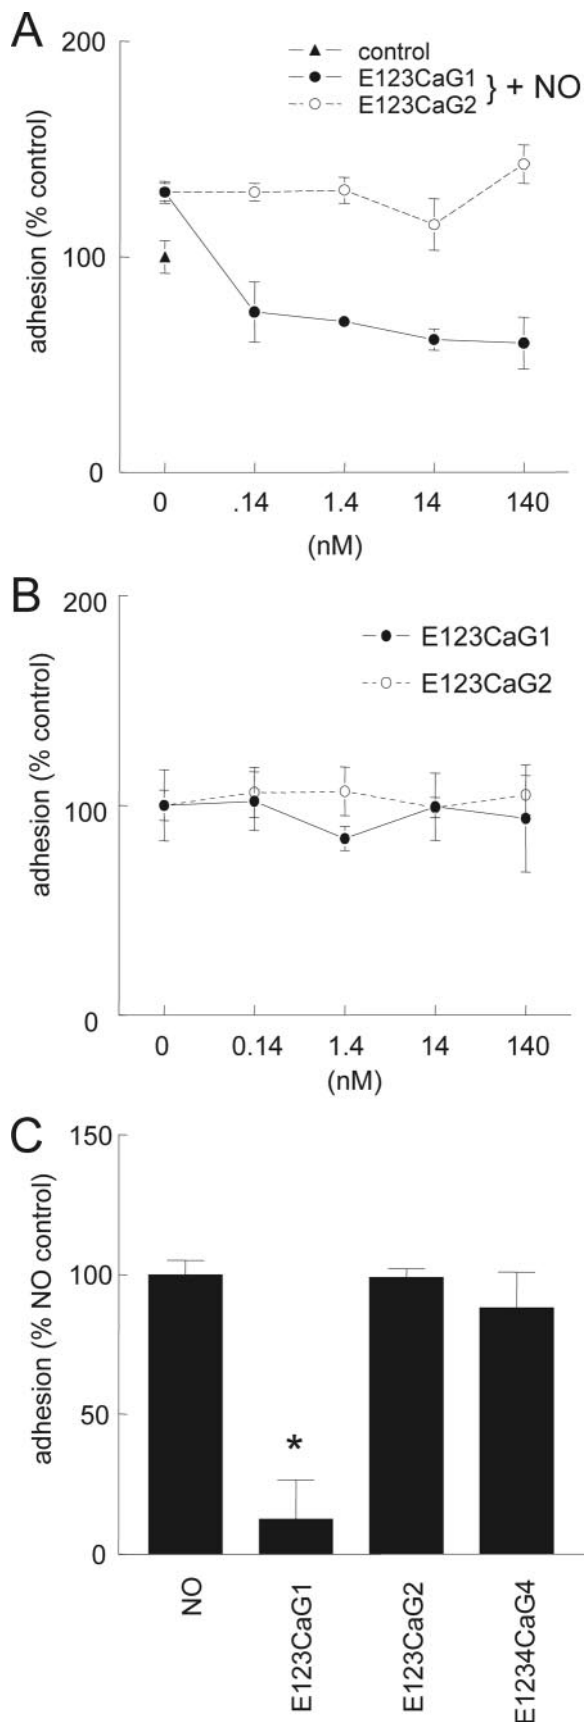 A
200
control
E123CaG1
E123CaG2
} + NO
adhesion (% control)
100
0
0 .14 1.4 14 140
(nM)
B
200
E123CaG1
E123CaG2
adhesion (% control)
100
0
0 0.14 1.4 14 140
(nM)
C
150
adhesion (% NO control)
100
*
50
0
NO
E123CaG1
E123CaG2
E1234CaG4